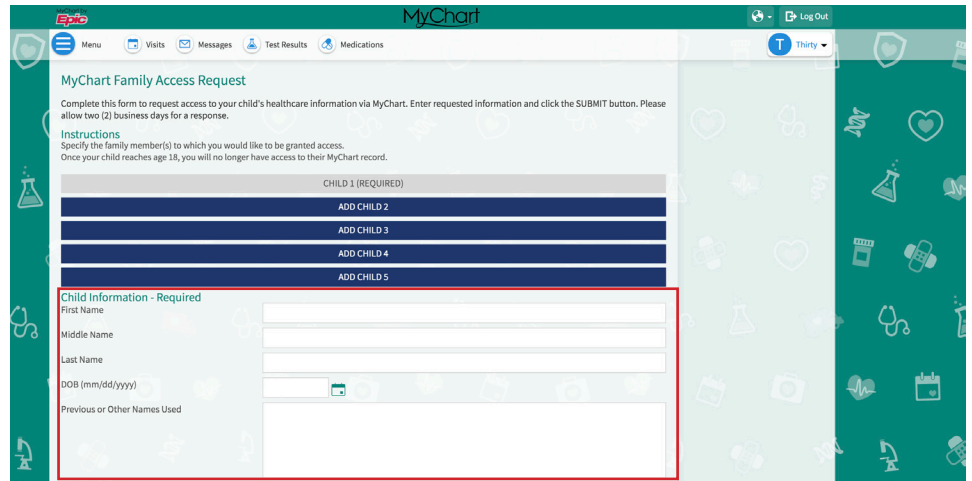 MyChart by
Epic
MyChart
Log Out
Menu
Visits
Messages
Test Results
Medications
T
Thirty
MyChart Family Access Request
Complete this form to request access to your child's healthcare information via MyChart. Enter requested information and click the SUBMIT button. Please
allow two (2) business days for a response.
Instructions
Specify the family member(s) to which you would like to be granted access.
Once your child reaches age 18, you will no longer have access to their MyChart record.
CHILD 1 (REQUIRED)
ADD CHILD 2
ADD CHILD 3
ADD CHILD 4
ADD CHILD 5
Child Information - Required
First Name
Middle Name
Last Name
DOB (mm/dd/yyyy)
Previous or Other Names Used